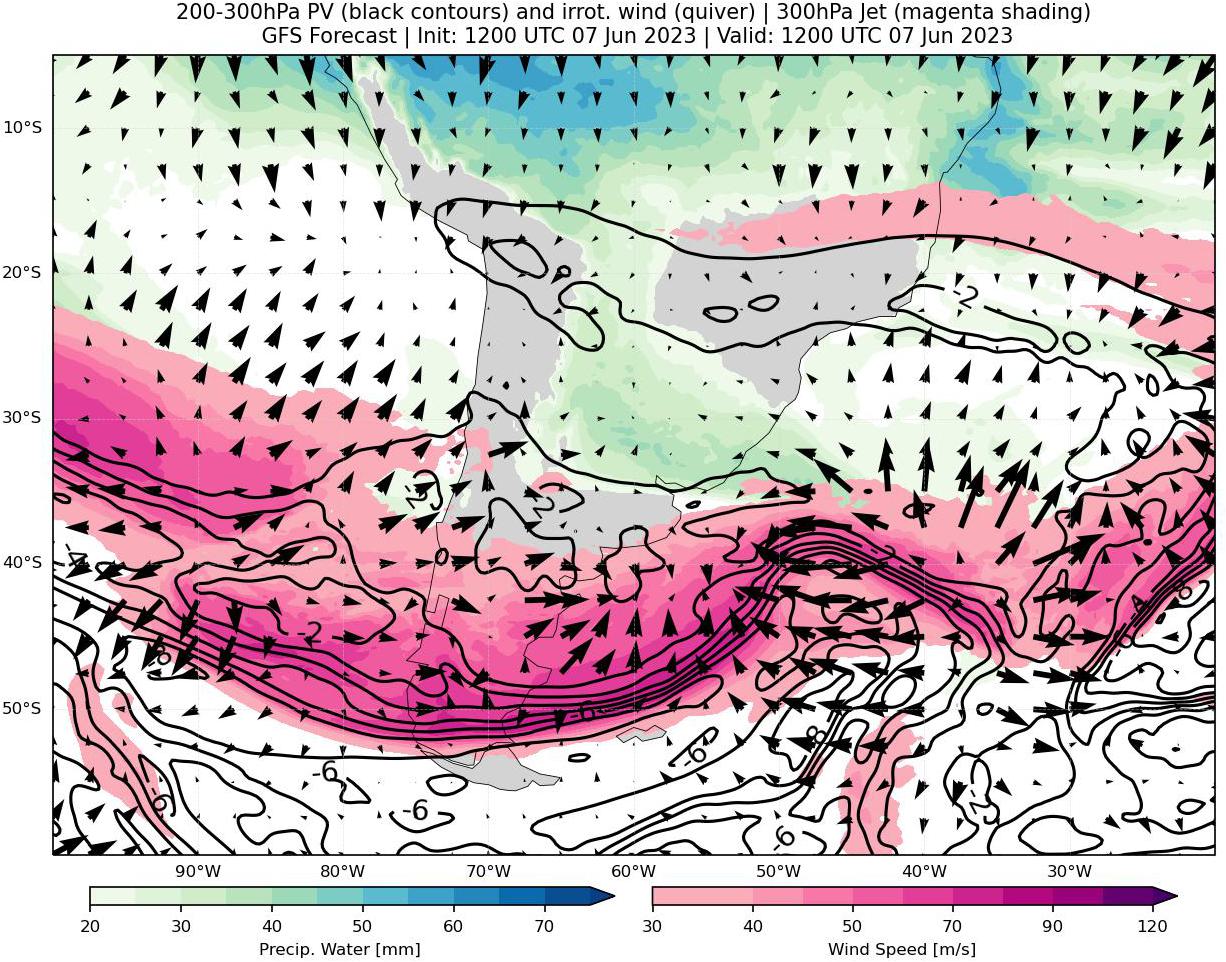 200-300hPa PV (black contours) and irrot. wind (quiver) | 300hPa Jet (magenta shading)
GFS Forecast | Init: 1200 UTC 07 Jun 2023 | Valid: 1200 UTC 07 Jun 2023
10°S
20°S
-2
30°S
-2
-2
-4
40°S
-4
-2
-8
-8
50°S
-6
-8
-6
-6
-6
-6
-2
-6
90°W 80°W 70°W 60°W 50°W 40°W 30°W
20 30 40 50 60 70
30 40 50 70 90 120
Precip. Water [mm] Wind Speed [m/s]